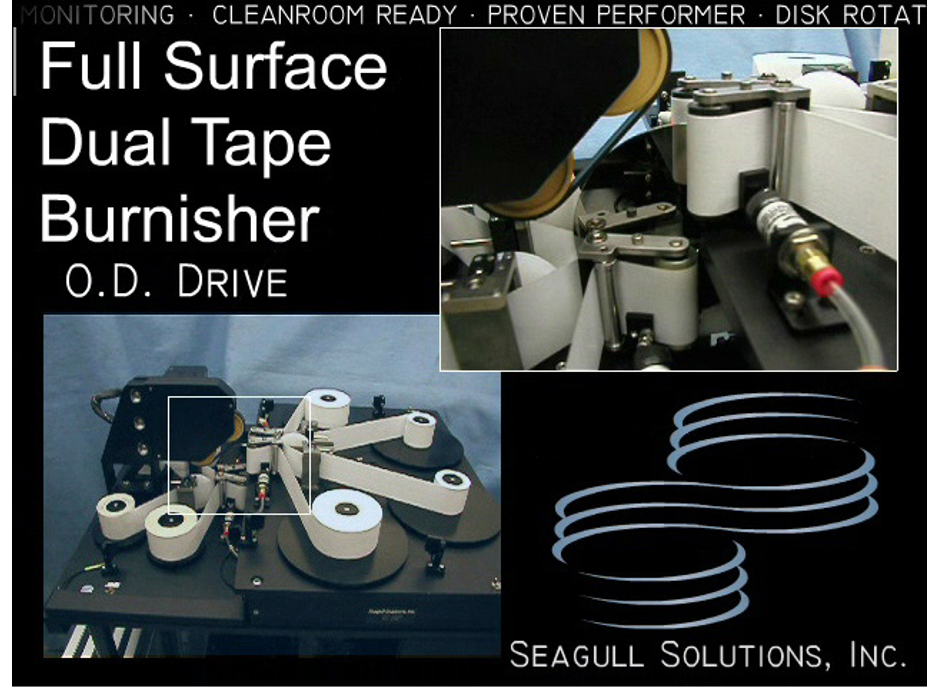 MONITORING · CLEANROOM READY · PROVEN PERFORMER · DISK ROTAT
Full Surface
Dual Tape
Burnisher
O.D. DRIVE
SEAGULL SOLUTIONS, INC.